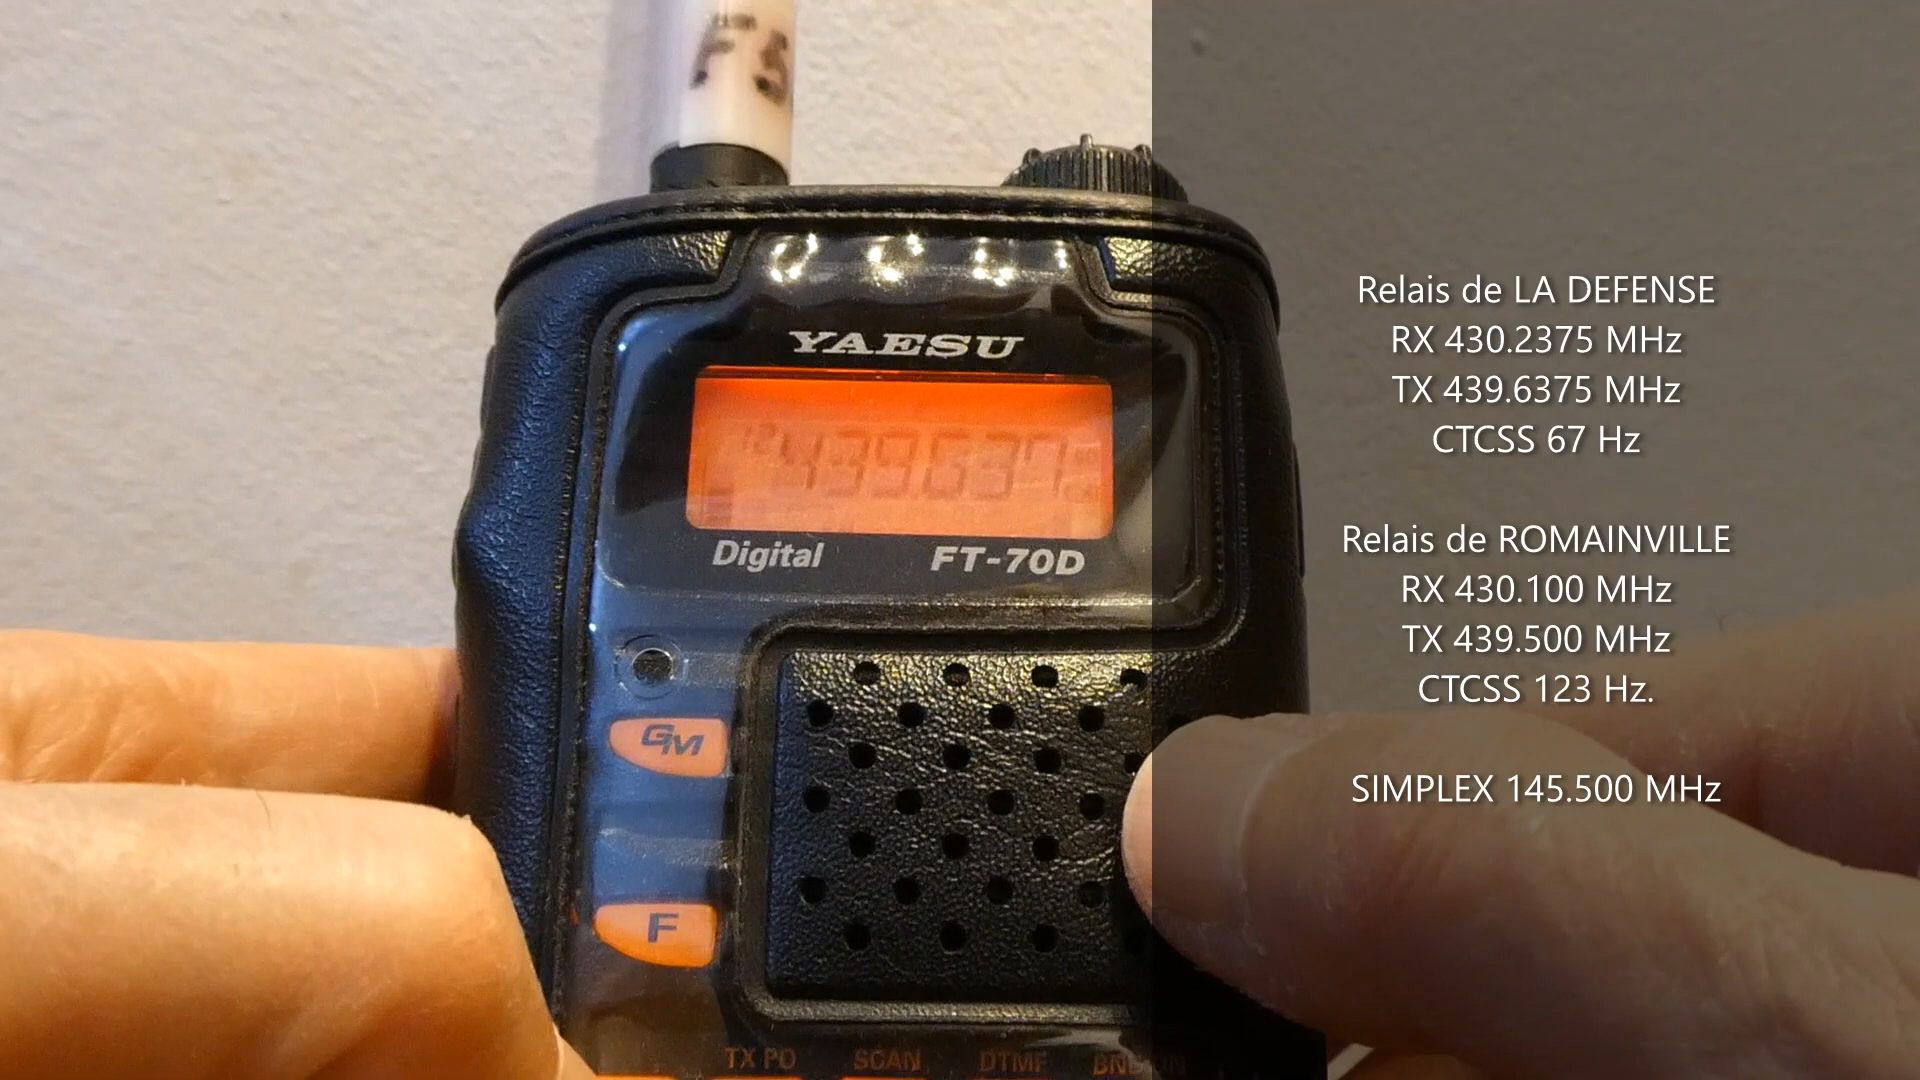 F5
YAESU
439.637
Digital FT-70D
GM
F
TX PO SCAN DTMF
Relais de LA DEFENSE
RX 430.2375 MHz
TX 439.6375 MHz
CTCSS 67 Hz
Relais de ROMAINVILLE
RX 430.100 MHz
TX 439.500 MHz
CTCSS 123 Hz.
SIMPLEX 145.500 MHz